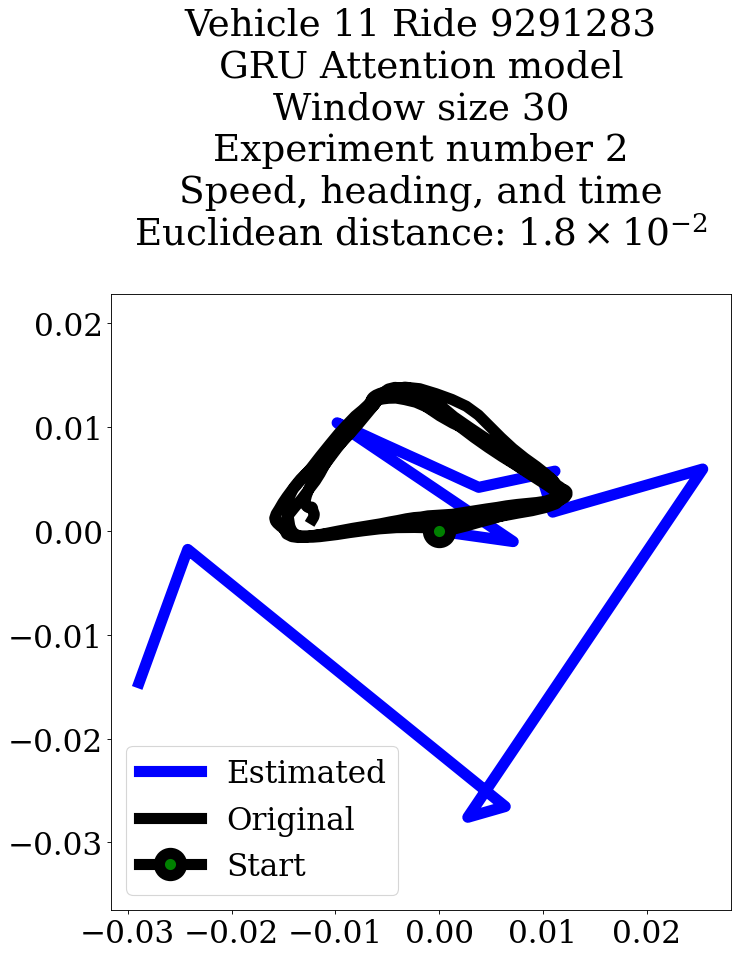 Vehicle 11 Ride 9291283
GRU Attention model
Window size 30
Experiment number 2
Speed, heading, and time
Euclidean distance: 1.8 × 10⁻²
0.02
0.01
0.00
−0.01
−0.02
−0.03
Estimated
Original
Start
−0.03 −0.02 −0.01 0.00 0.01 0.02